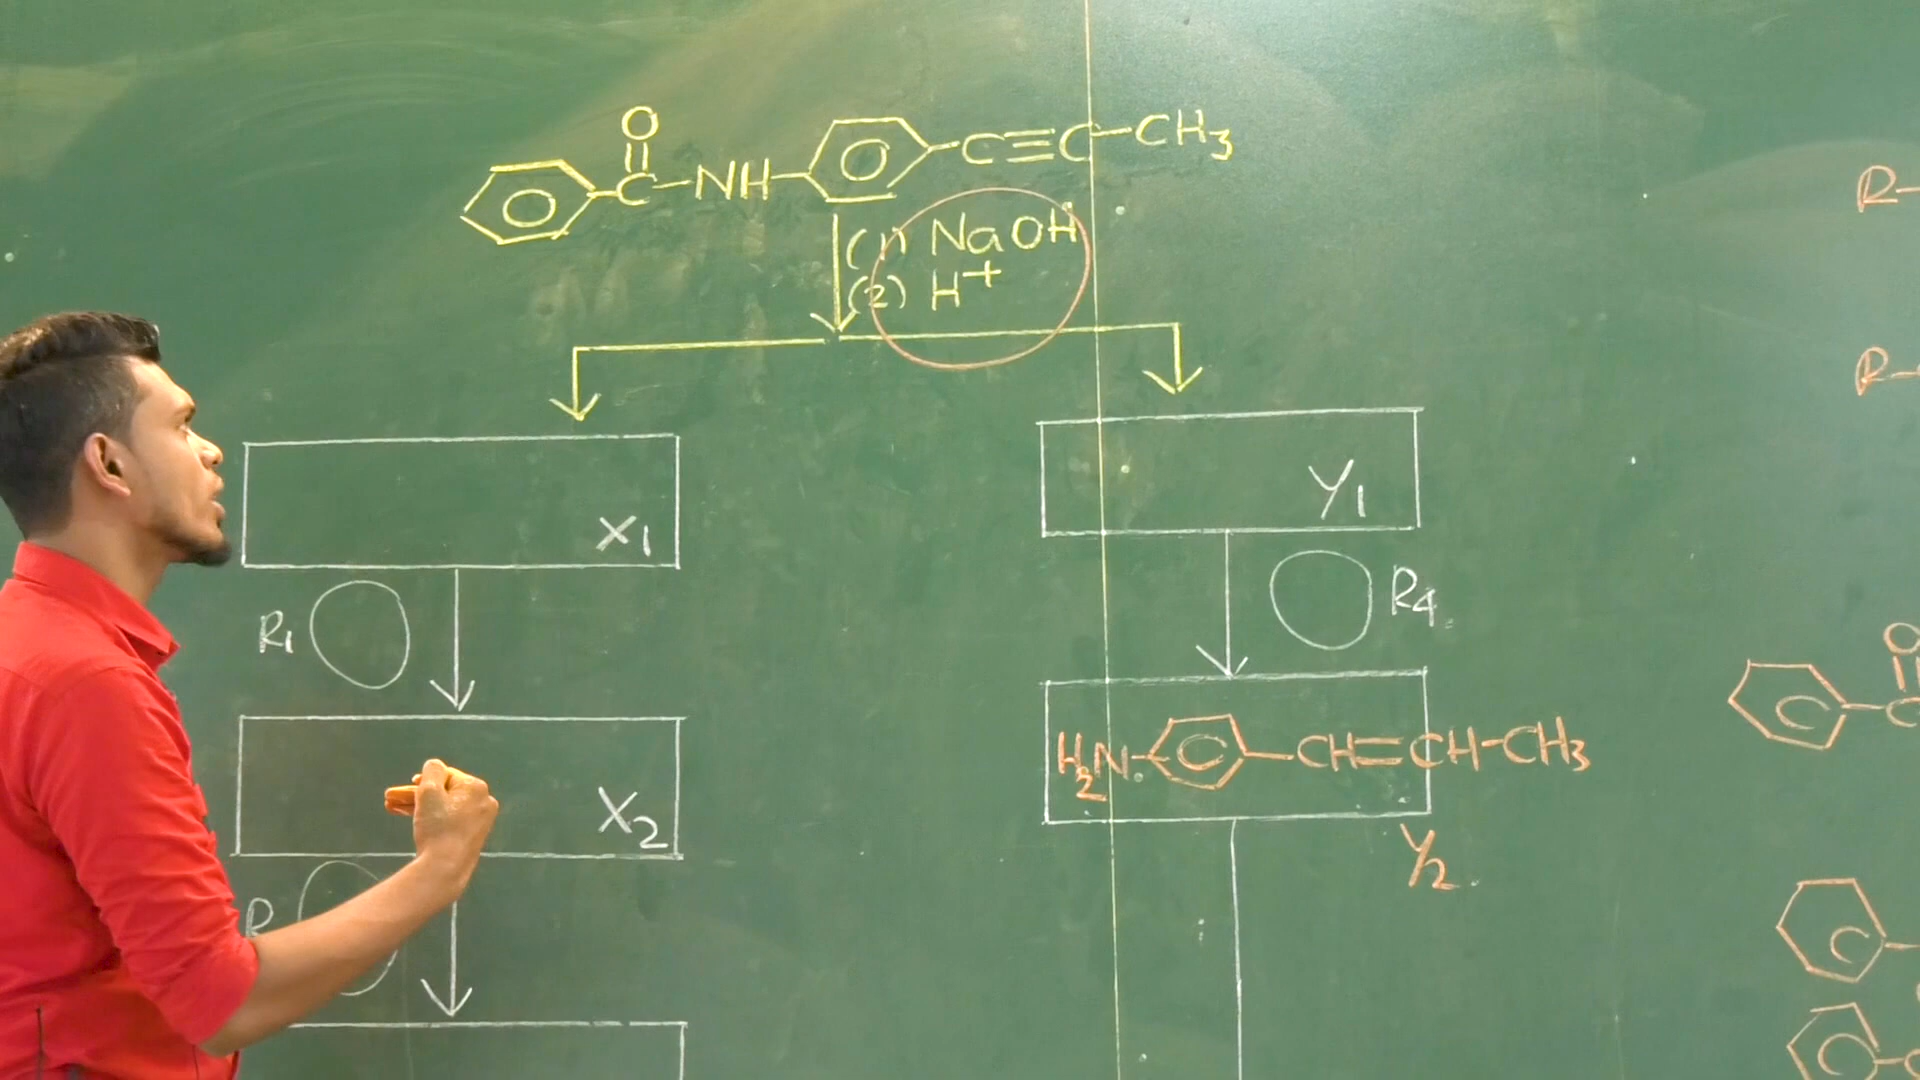 O
C-NH- -C≡C-CH3
(1) NaOH
(2) H+
R-
R-
X1
Y1
R1
R4
O
H2N- -CH=CH-CH3
C
X2
Y2
R